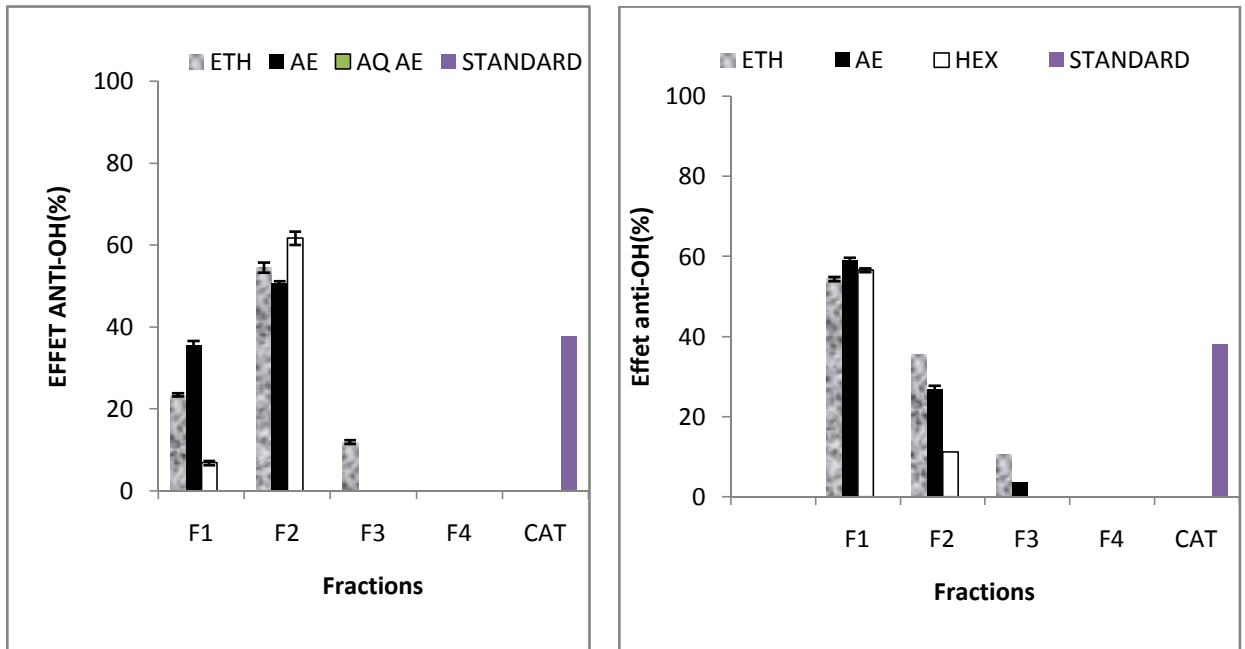 ETH AE AQ AE STANDARD
100
80
60
40
20
0
EFFET ANTI-OH(%)
F1 F2 F3 F4 CAT
Fractions
ETH AE HEX STANDARD
100
80
60
40
20
0
Effet anti-OH(%)
F1 F2 F3 F4 CAT
Fractions